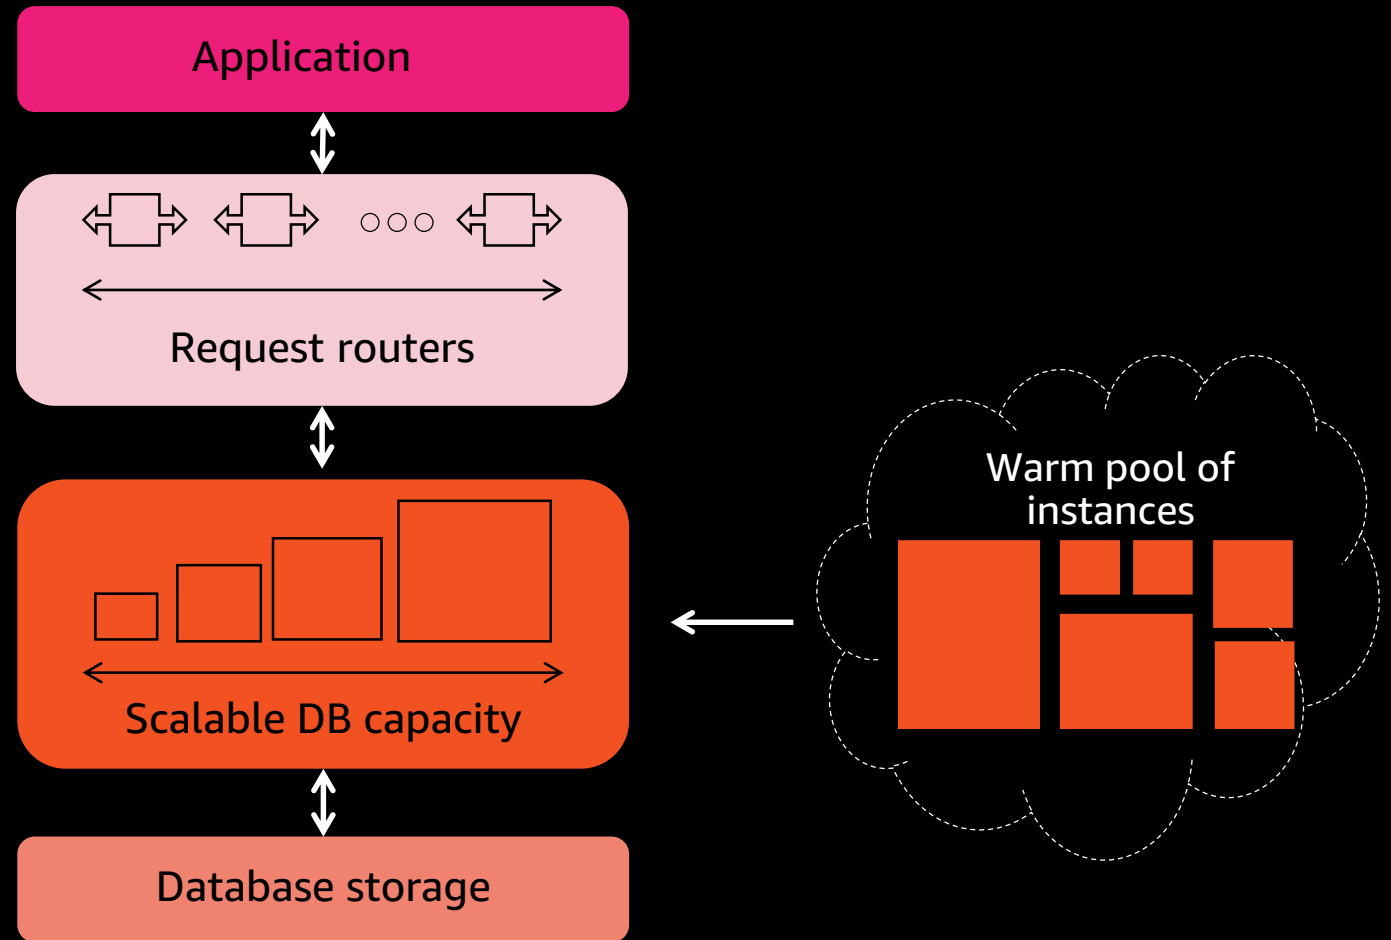 Application
Request routers
Warm pool of
instances
Scalable DB capacity
Database storage